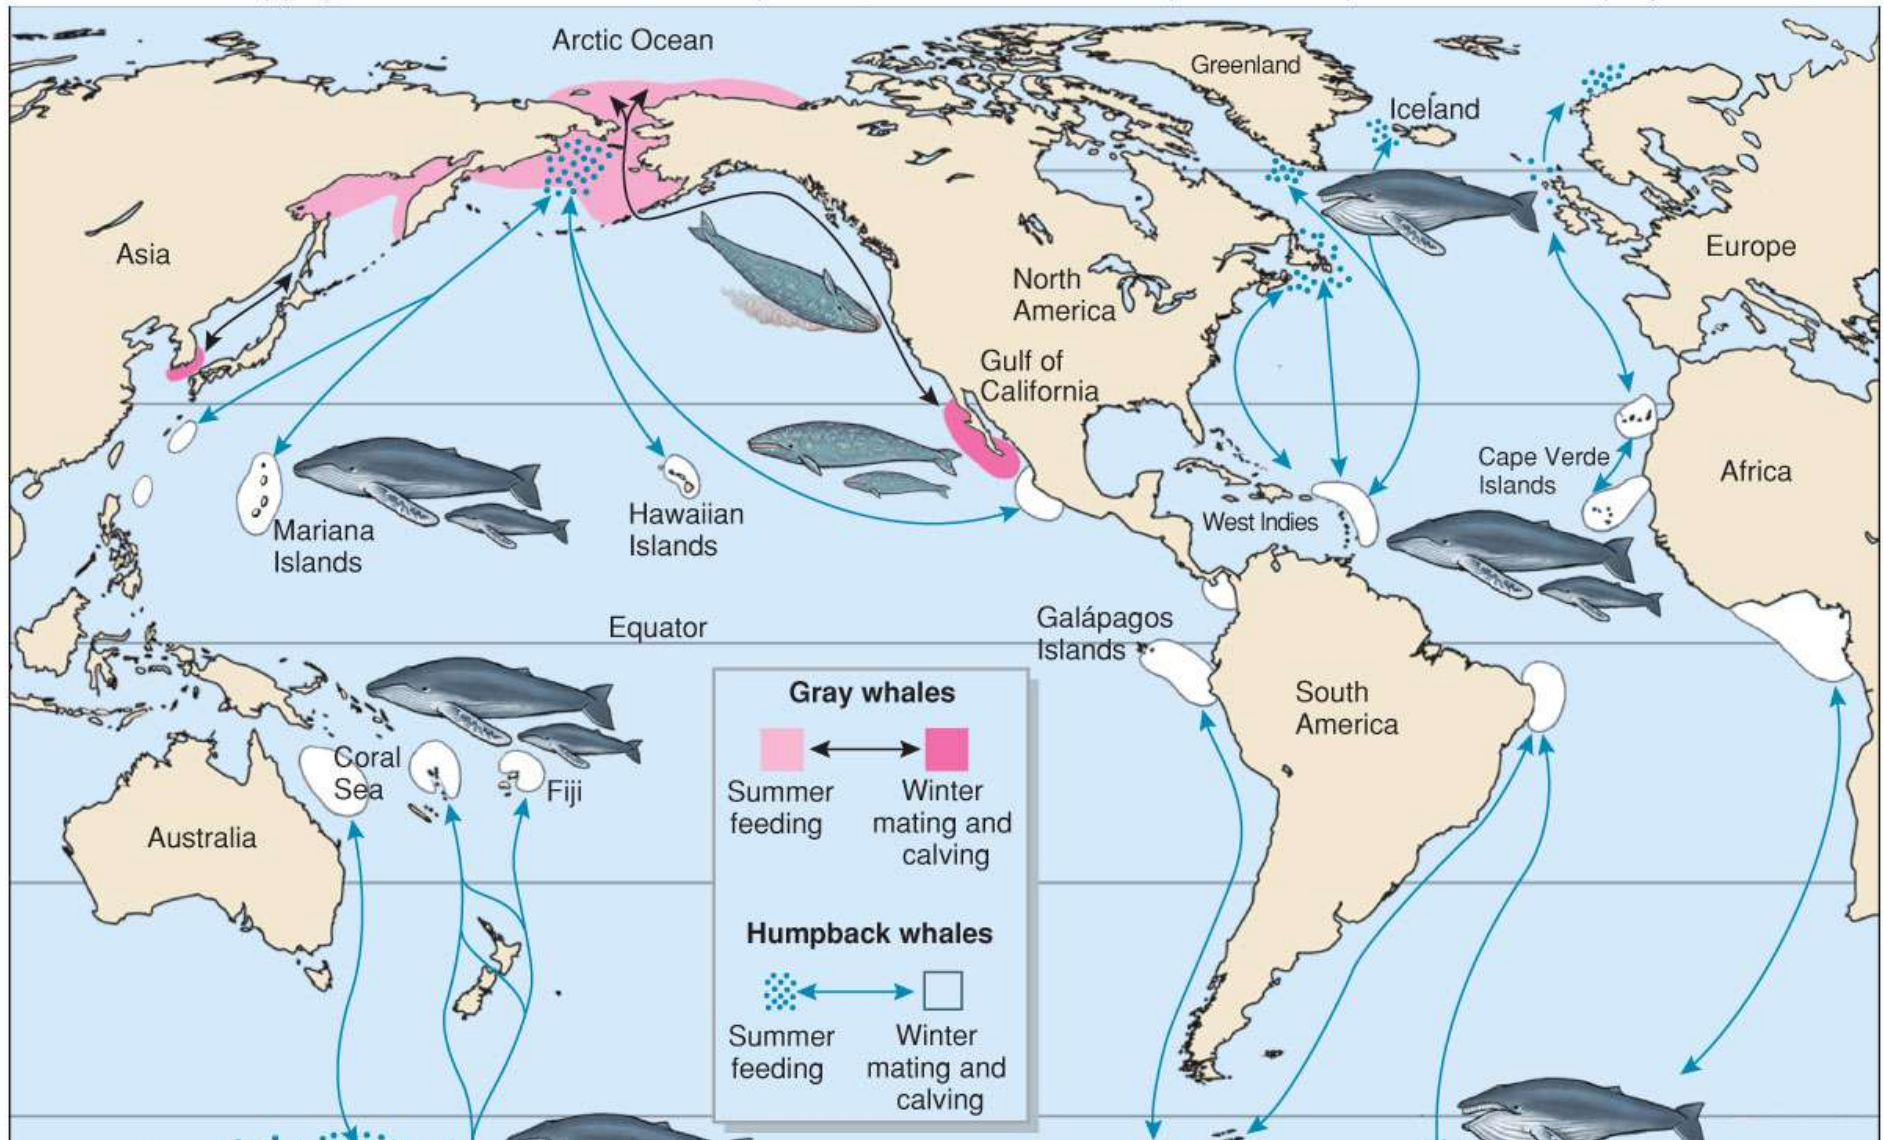 Arctic Ocean
Greenland
Iceland
Asia
North
America
Europe
Gulf of
California
Cape Verde
Islands
Africa
Mariana
Islands
Hawaiian
Islands
West Indies
Galápagos
Islands
Equator
South
America
Coral
Sea
Fiji
Australia
Gray whales
Summer
feeding
Winter
mating and
calving
Humpback whales
Summer
feeding
Winter
mating and
calving